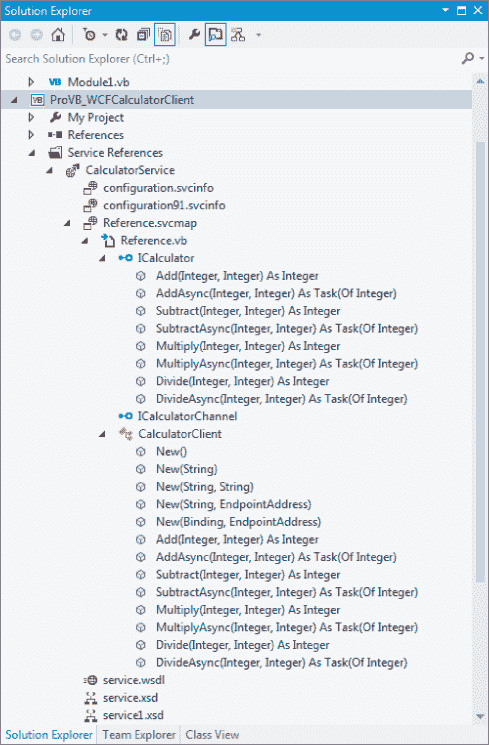 Solution Explorer
Search Solution Explorer (Ctrl+;)
VB Module1.vb
VB ProVB_WCFCalculatorClient
My Project
References
Service References
CalculatorService
configuration.svcinfo
configuration91.svcinfo
Reference.svcmap
Reference.vb
ICalculator
Add(Integer, Integer) As Integer
AddAsync(Integer, Integer) As Task(Of Integer)
Subtract(Integer, Integer) As Integer
SubtractAsync(Integer, Integer) As Task(Of Integer)
Multiply(Integer, Integer) As Integer
MultiplyAsync(Integer, Integer) As Task(Of Integer)
Divide(Integer, Integer) As Integer
DivideAsync(Integer, Integer) As Task(Of Integer)
ICalculatorChannel
CalculatorClient
New()
New(String)
New(String, String)
New(String, EndpointAddress)
New(Binding, EndpointAddress)
Add(Integer, Integer) As Integer
AddAsync(Integer, Integer) As Task(Of Integer)
Subtract(Integer, Integer) As Integer
SubtractAsync(Integer, Integer) As Task(Of Integer)
Multiply(Integer, Integer) As Integer
MultiplyAsync(Integer, Integer) As Task(Of Integer)
Divide(Integer, Integer) As Integer
DivideAsync(Integer, Integer) As Task(Of Integer)
service.wsdl
service.xsd
service1.xsd
Solution Explorer Team Explorer Class View